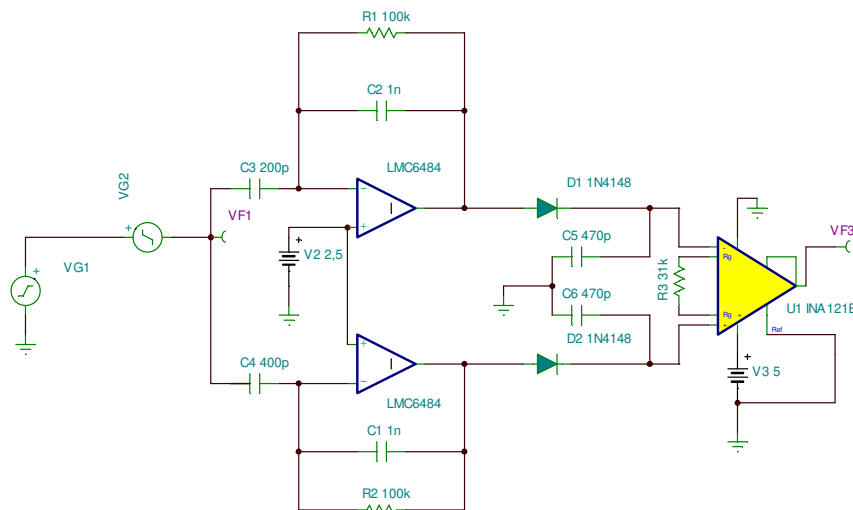 R1 100k
C2 1n
C3 200p
LMC6484
VG2
D1 1N4148
VF1
C5 470p
VF3
V2 2,5
VG1
R3 31k
C6 470p
U1 INA121E
Rg
Rg
Ref
D2 1N4148
V3 5
C4 400p
LMC6484
C1 1n
R2 100k